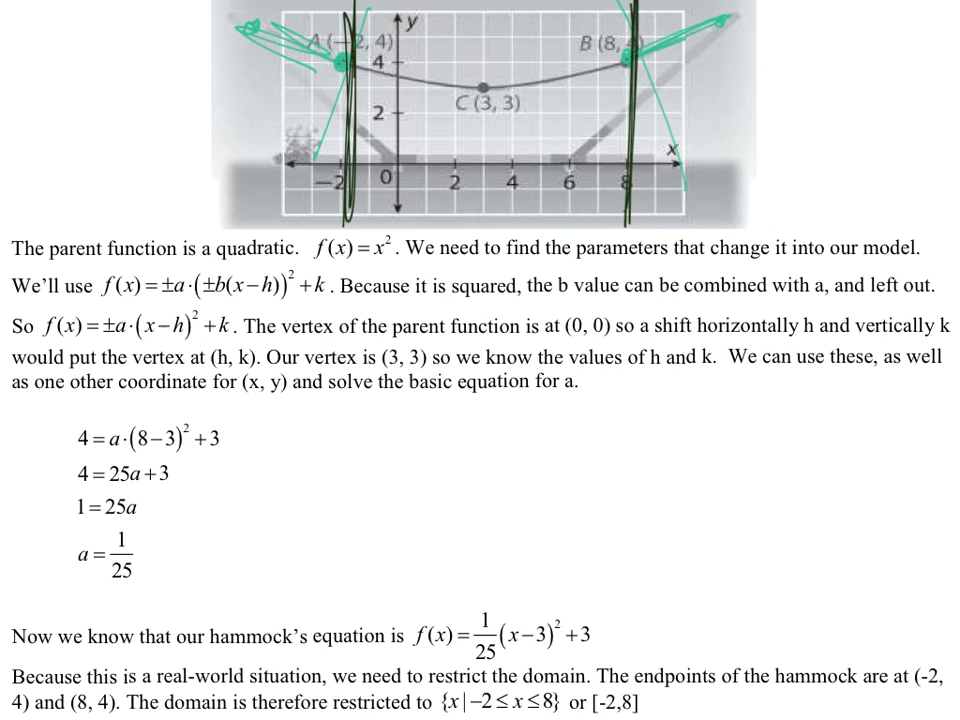 y
A (−2, 4)
B (8,
4
C (3, 3)
2
x
−2 0 2 4 6 8
The parent function is a quadratic. f(x)=x². We need to find the parameters that change it into our model.
We'll use f(x)=±a·(±b(x−h))²+k. Because it is squared, the b value can be combined with a, and left out.
So f(x)=±a·(x−h)²+k. The vertex of the parent function is at (0, 0) so a shift horizontally h and vertically k
would put the vertex at (h, k). Our vertex is (3, 3) so we know the values of h and k. We can use these, as well
as one other coordinate for (x, y) and solve the basic equation for a.
4=a·(8−3)²+3
4=25a+3
1=25a
a=1/25
Now we know that our hammock's equation is f(x)=1/25(x−3)²+3
Because this is a real-world situation, we need to restrict the domain. The endpoints of the hammock are at (-2,
4) and (8, 4). The domain is therefore restricted to {x|−2≤x≤8} or [-2,8]